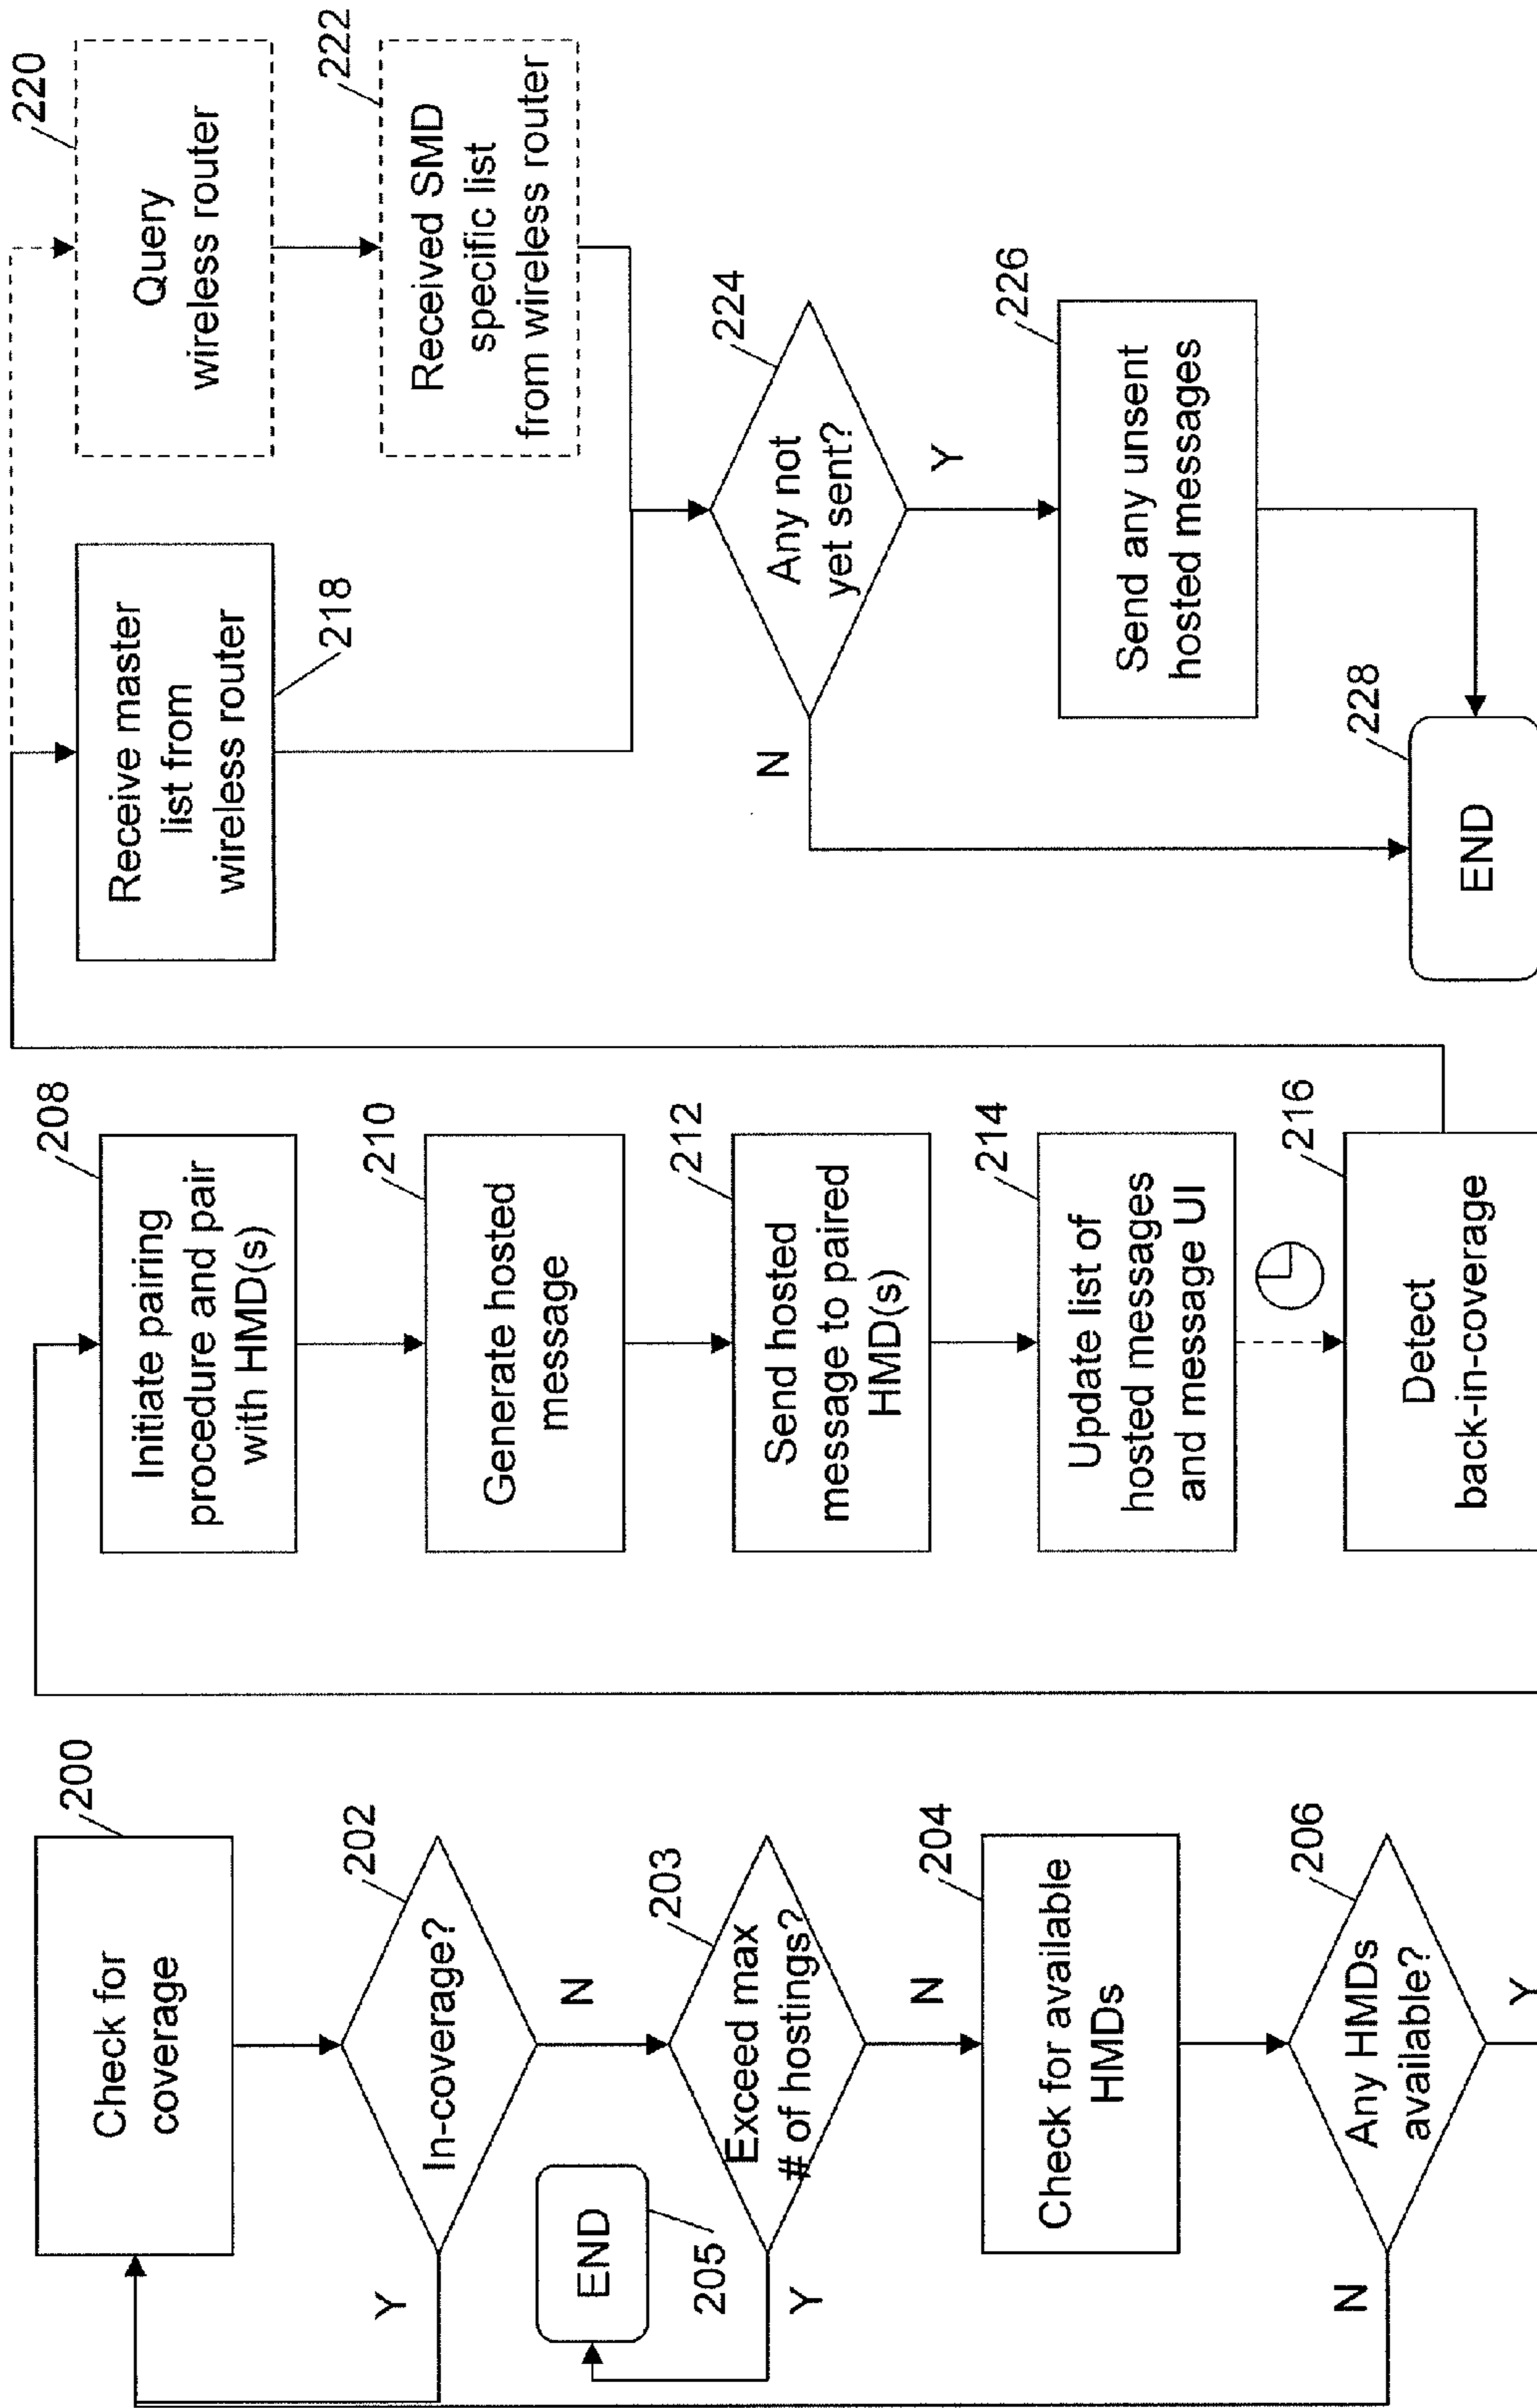 200
Check for
coverage
202
In-coverage?
Y
N
203
Exceed max
# of hostings?
END
205
Y
N
204
Check for available
HMDs
206
Any HMDs
available?
N
Y
208
Initiate pairing
procedure and pair
with HMD(s)
210
Generate hosted
message
212
Send hosted
message to paired
HMD(s)
214
Update list of
hosted messages
and message UI
216
Detect
back-in-coverage
Receive master
list from
wireless router
218
220
Query
wireless router
222
Received SMD
specific list
from wireless router
224
Any not
yet sent?
N
Y
226
Send any unsent
hosted messages
228
END